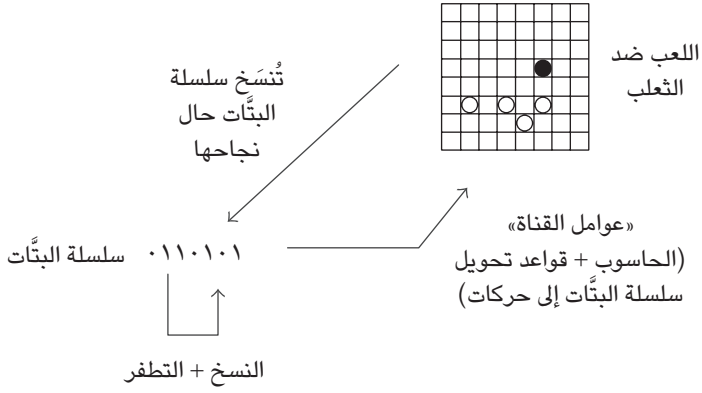 اللعب ضد
الثعلب
تُنسَخ سلسلة
البتَّات حال
نجاحها
«عوامل القناة»
(الحاسوب + قواعد تحويل
سلسلة البتَّات إلى حركات)
سلسلة البتَّات ٠١١٠١٠١
النسخ + التطفر